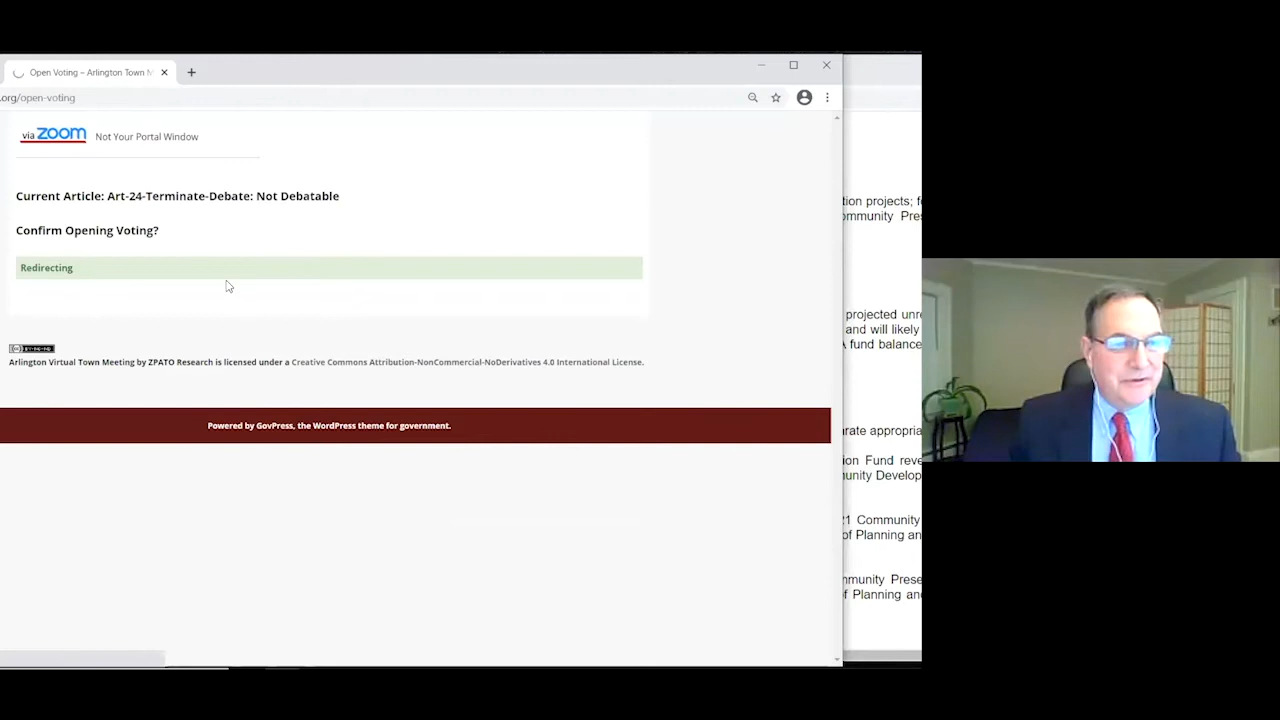 Open Voting – Arlington Town M
.org/open-voting
via zoom Not Your Portal Window
Current Article: Art-24-Terminate-Debate: Not Debatable
Confirm Opening Voting?
Redirecting
Arlington Virtual Town Meeting by ZPATO Research is licensed under a Creative Commons Attribution-NonCommercial-NoDerivatives 4.0 International License.
Powered by GovPress, the WordPress theme for government.
tion projects; f
ommunity Pres
projected unre
and will likely
A fund balance
arate appropria
ion Fund reve
munity Develop
21 Community
of Planning an
mmunity Prese
of Planning and